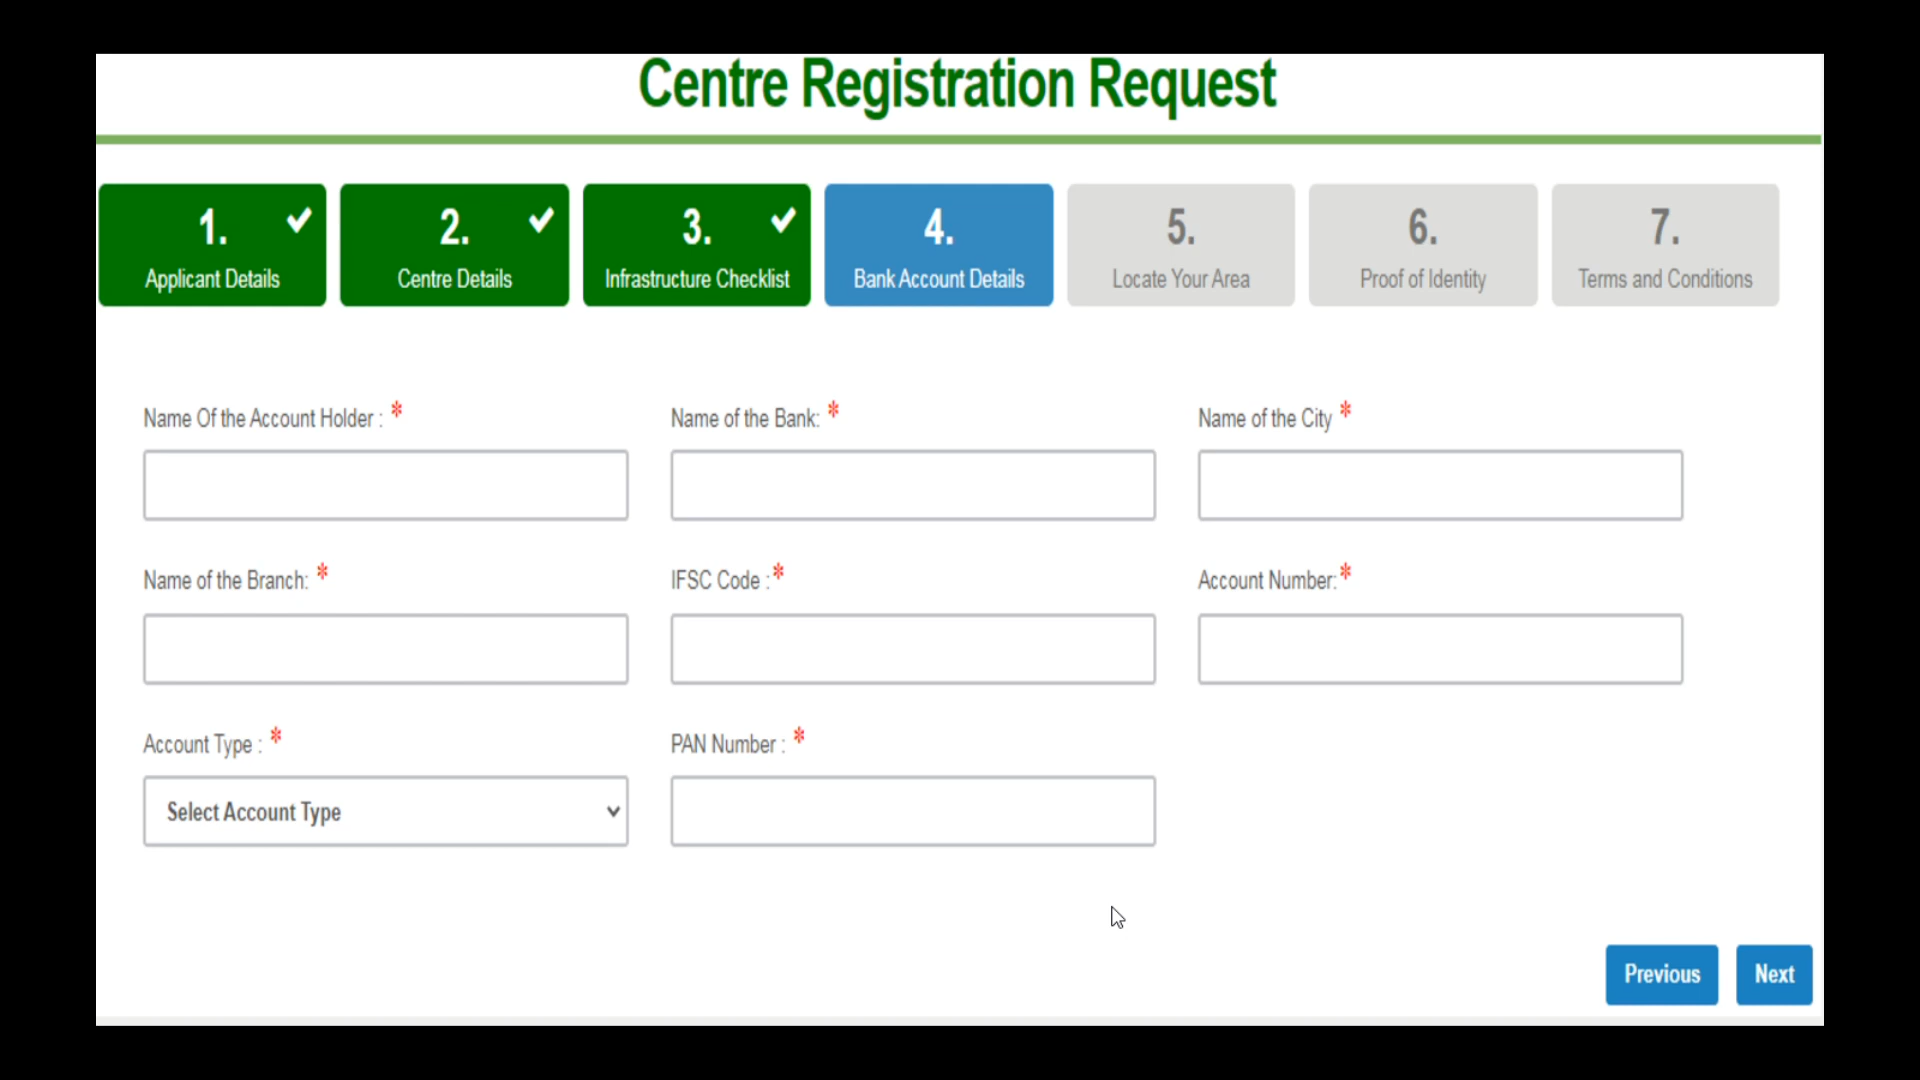 Centre Registration Request
1. 2. 3. 4. 5. 6. 7.
Applicant Details Centre Details Infrastructure Checklist Bank Account Details Locate Your Area Proof of Identity Terms and Conditions
Name Of the Account Holder : * Name of the Bank: * Name of the City *
Name of the Branch: * IFSC Code :* Account Number:*
Account Type : * PAN Number : *
Select Account Type
Previous Next